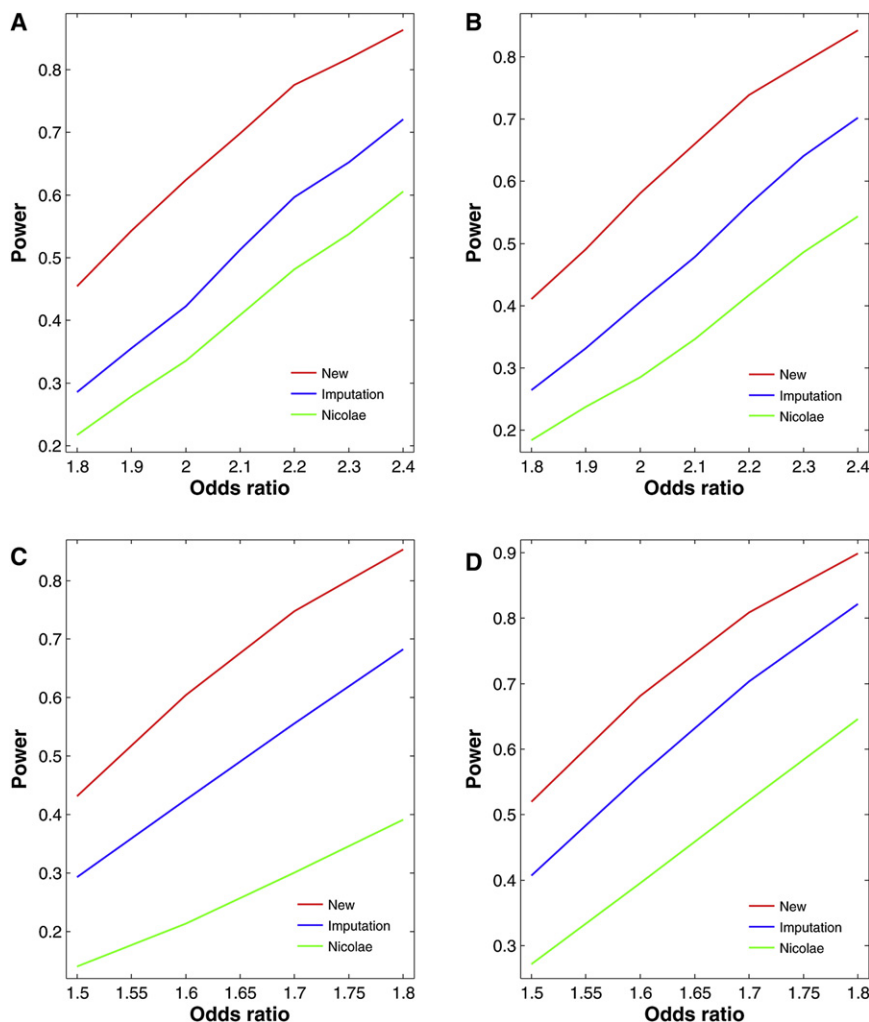 A
Power
0.8
0.7
0.6
0.5
0.4
0.3
0.2
New
Imputation
Nicolae
1.8 1.9 2 2.1 2.2 2.3 2.4
Odds ratio
B
Power
0.8
0.7
0.6
0.5
0.4
0.3
0.2
New
Imputation
Nicolae
1.8 1.9 2 2.1 2.2 2.3 2.4
Odds ratio
C
Power
0.8
0.7
0.6
0.5
0.4
0.3
0.2
New
Imputation
Nicolae
1.5 1.55 1.6 1.65 1.7 1.75 1.8
Odds ratio
D
Power
0.9
0.8
0.7
0.6
0.5
0.4
0.3
New
Imputation
Nicolae
1.5 1.55 1.6 1.65 1.7 1.75 1.8
Odds ratio